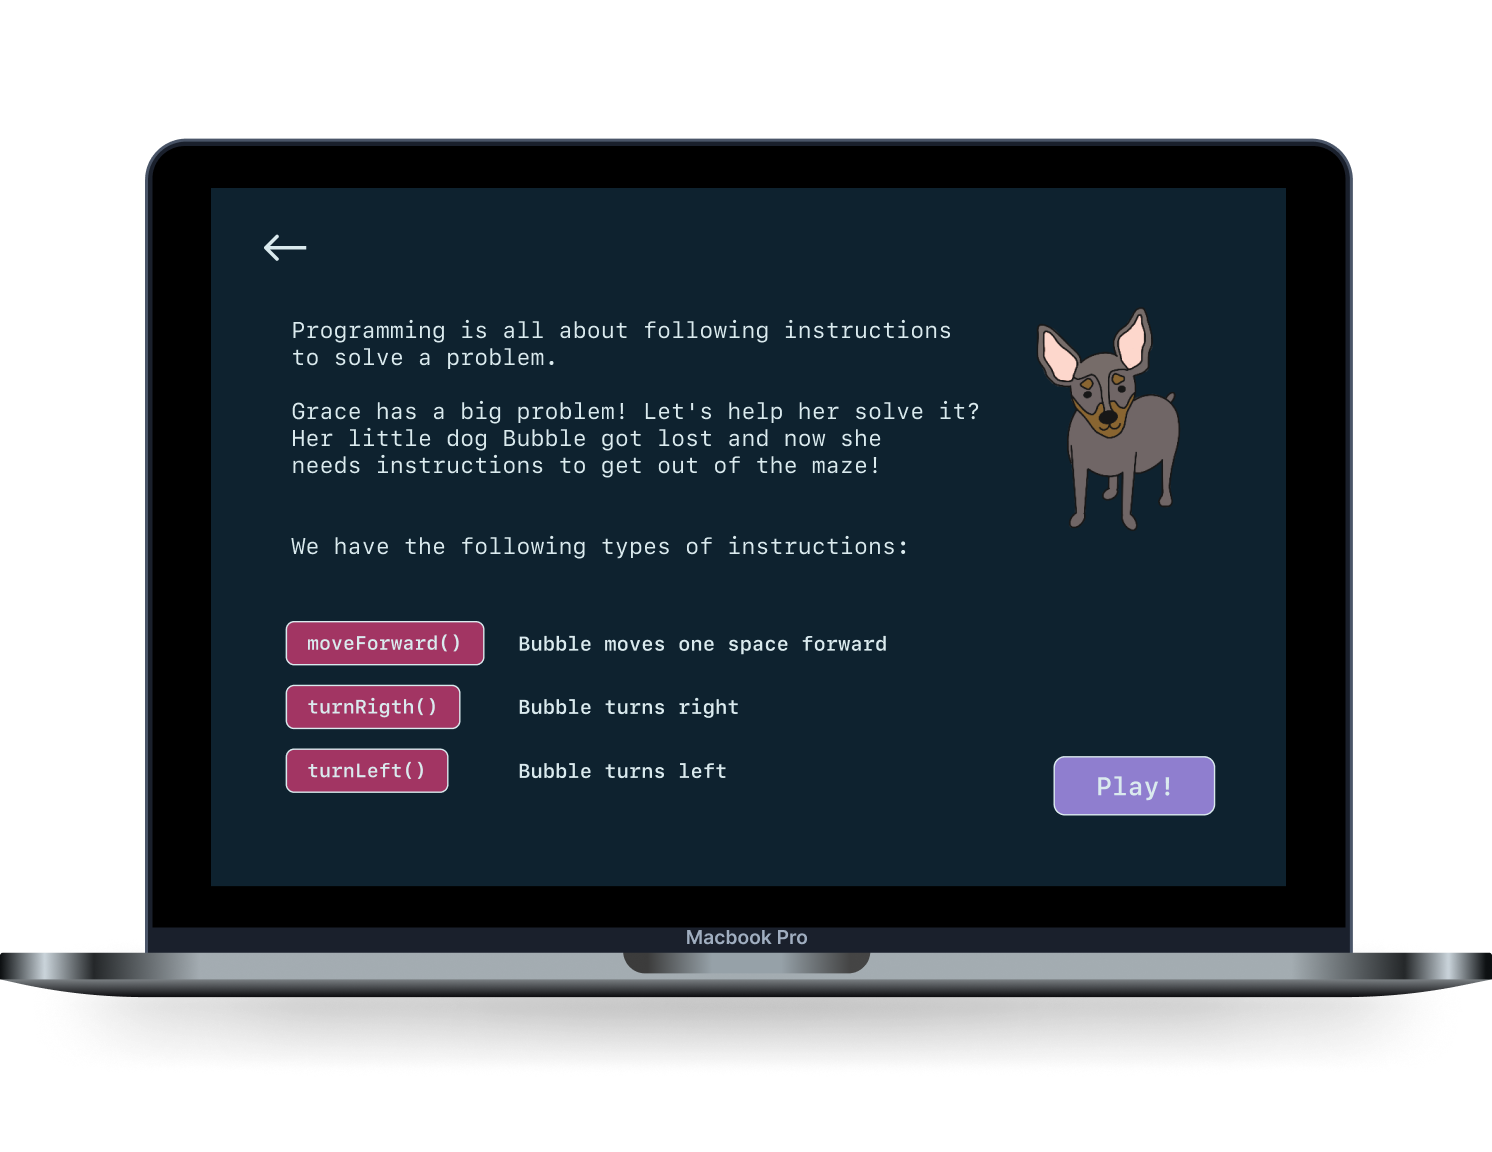 Programming is all about following instructions
to solve a problem.
Grace has a big problem! Let's help her solve it?
Her little dog Bubble got lost and now she
needs instructions to get out of the maze!
We have the following types of instructions:
moveForward() Bubble moves one space forward
turnRigth() Bubble turns right
turnLeft() Bubble turns left
Play!
Macbook Pro